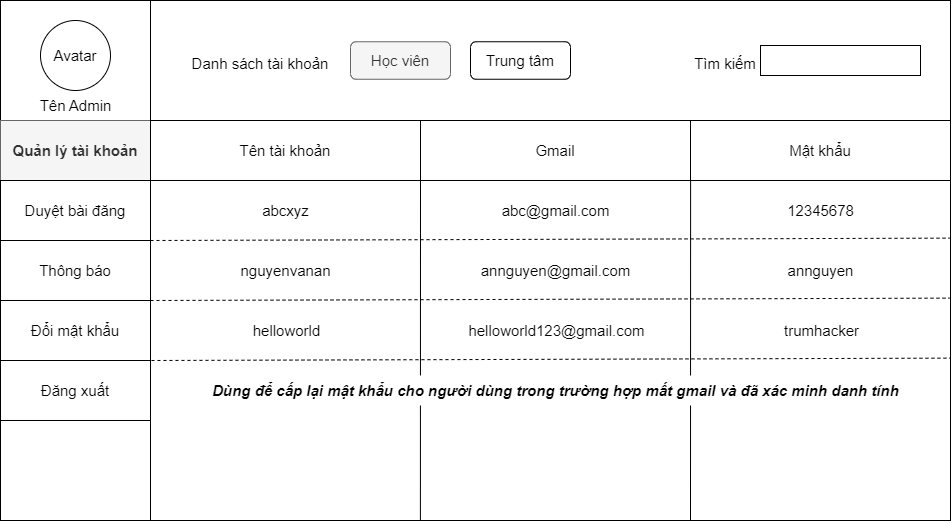 Avatar
Tên Admin
Danh sách tài khoản
Học viên
Trung tâm
Tìm kiếm
Quản lý tài khoản
Tên tài khoản
Gmail
Mật khẩu
Duyệt bài đăng
abcxyz
abc@gmail.com
12345678
Thông báo
nguyenvanan
annguyen@gmail.com
annguyen
Đổi mật khẩu
helloworld
helloworld123@gmail.com
trumhacker
Đăng xuất
Dùng để cấp lại mật khẩu cho người dùng trong trường hợp mất gmail và đã xác minh danh tính